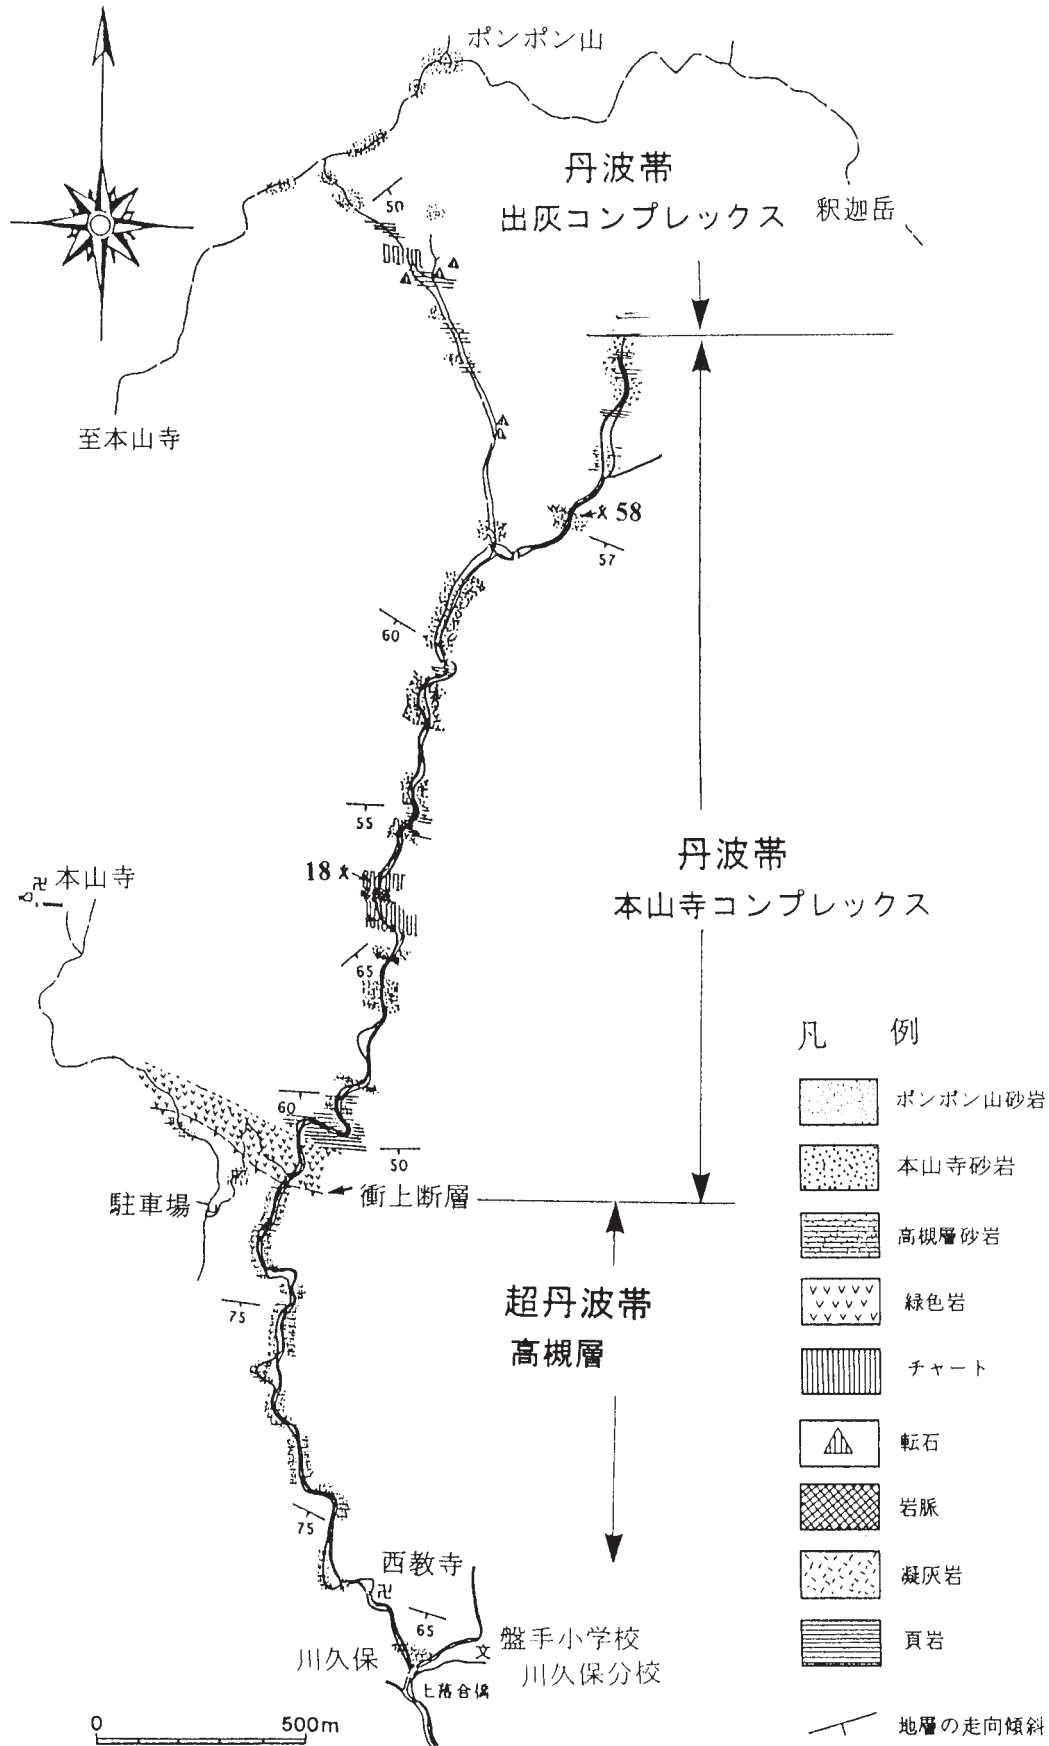 ポンポン山
丹波帯
出灰コンプレックス
釈迦岳
50
至本山寺
58
57
60
55
18
丹波帯
本山寺コンプレックス
卍
本山寺
65
凡 例
ポンポン山砂岩
60
本山寺砂岩
50
駐車場
衝上断層
高槻層砂岩
超丹波帯
高槻層
緑色岩
75
チャート
転石
岩脈
75
西教寺
卍
凝灰岩
65
盤手小学校
川久保分校
文
川久保
頁岩
上落合橋
0 500m
地層の走向傾斜